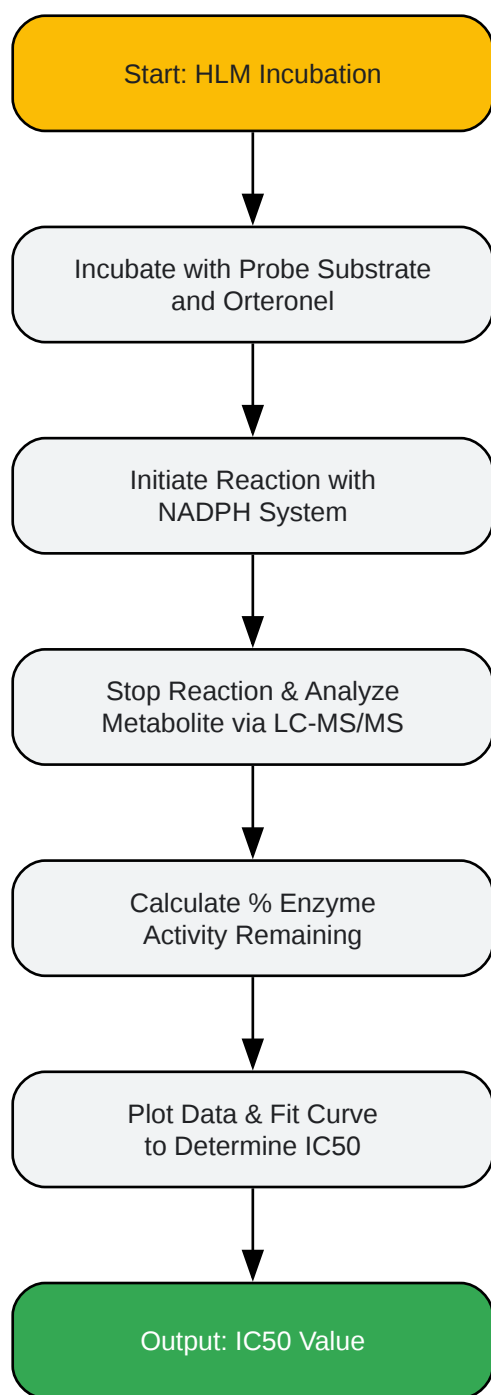 Start: HLM Incubation
Incubate with Probe Substrate
and Orteronel
Initiate Reaction with
NADPH System
Stop Reaction & Analyze
Metabolite via LC-MS/MS
Calculate % Enzyme
Activity Remaining
Plot Data & Fit Curve
to Determine IC50
Output: IC50 Value